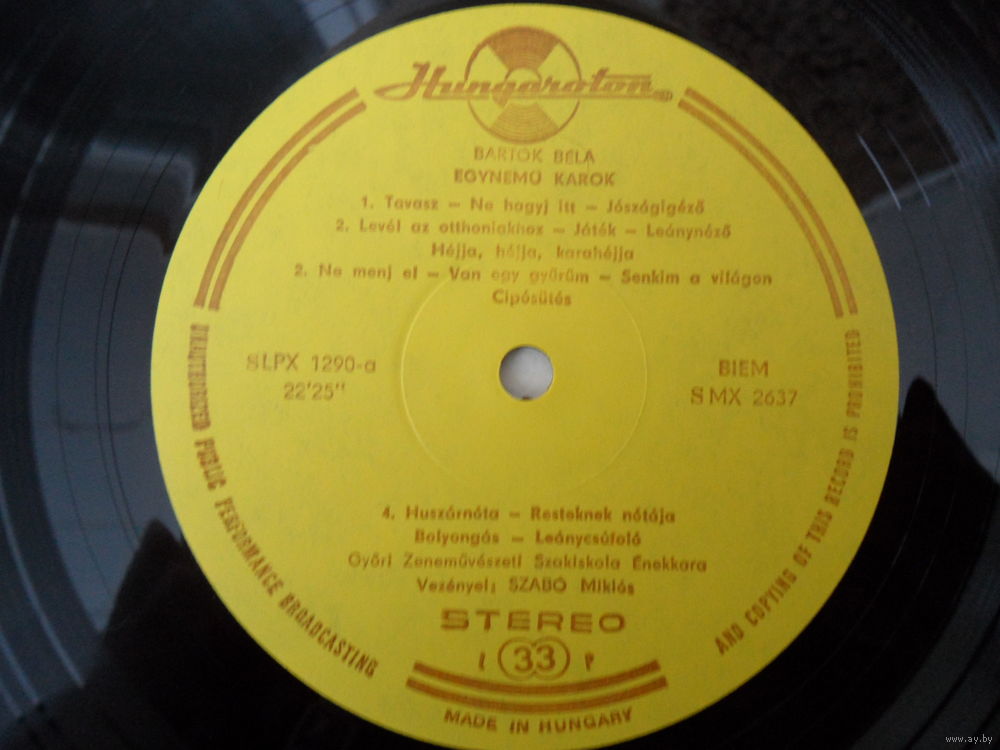 Hungaroton
BARTÓK BÉLA
EGYNEMŰ KAROK
1. Tavasz – Ne hagyj itt – Jószágigéző
2. Levél az otthoniakhoz – Játék – Leánynéző
Héjja, héjja, karahéjja
2. Ne menj el – Van egy gyűrűm – Senkim a világon
Cipósütés
SLPX 1290-a
22'25"
BIEM
SMX 2637
4. Huszárnóta – Resteknek nótája
Bolyongás – Leánycsúfoló
Győri Zeneművészeti Szakiskola Énekkara
Vezényel: SZABÓ Miklós
STEREO
L 33 P
UNAUTHORIZED PUBLIC PERFORMANCE BROADCASTING
AND COPYING OF THIS RECORD IS PROHIBITED
MADE IN HUNGARY
www.ay.by